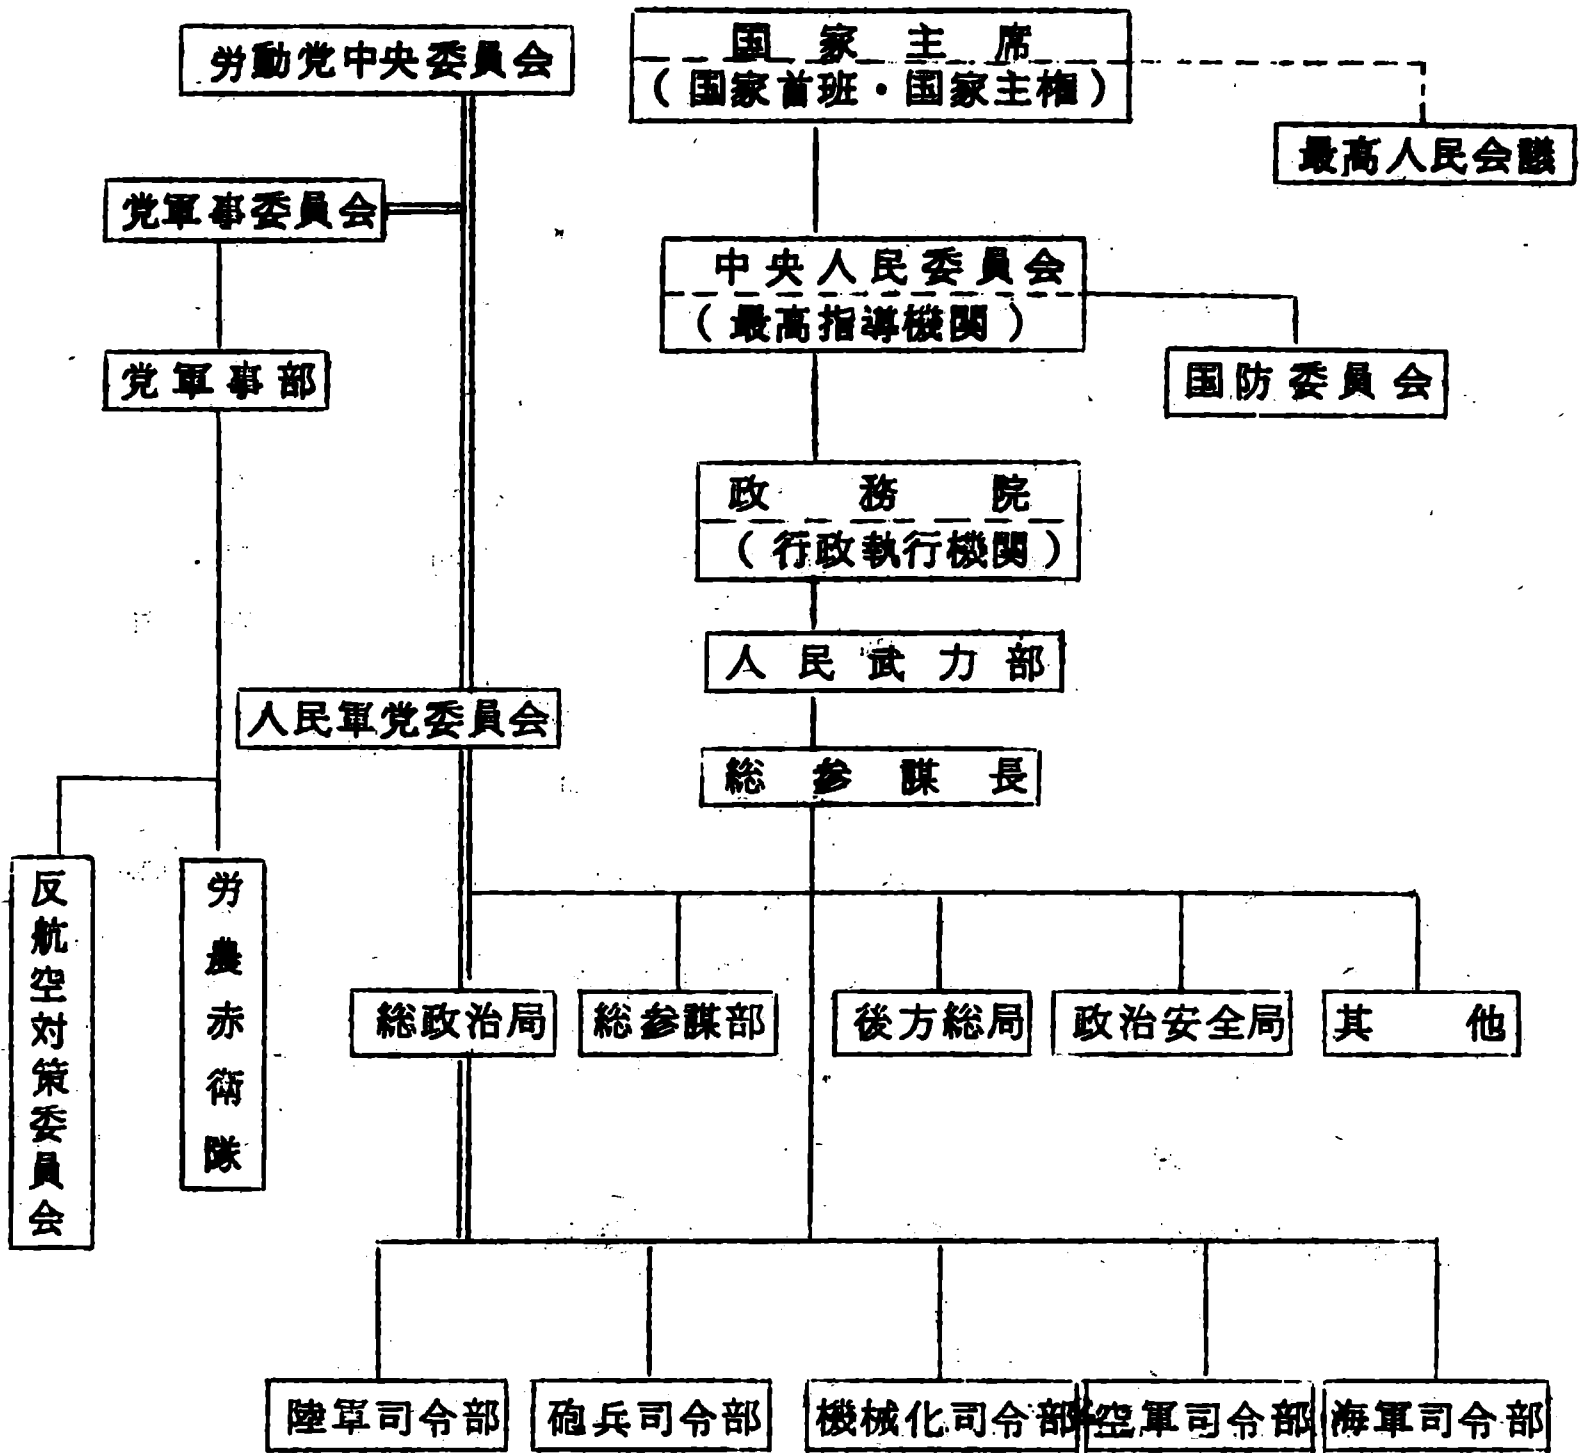 労動党中央委員会
国家主席
(国家首班・国家主権)
最高人民会議
党軍事委員会
中央人民委員会
(最高指導機関)
党軍事部
国防委員会
政務院
(行政執行機関)
人民武力部
人民軍党委員会
総参謀長
反航空対策委員会
労農赤衛隊
総政治局
総参謀部
後方総局
政治安全局
其他
陸軍司令部
砲兵司令部
機械化司令部
空軍司令部
海軍司令部